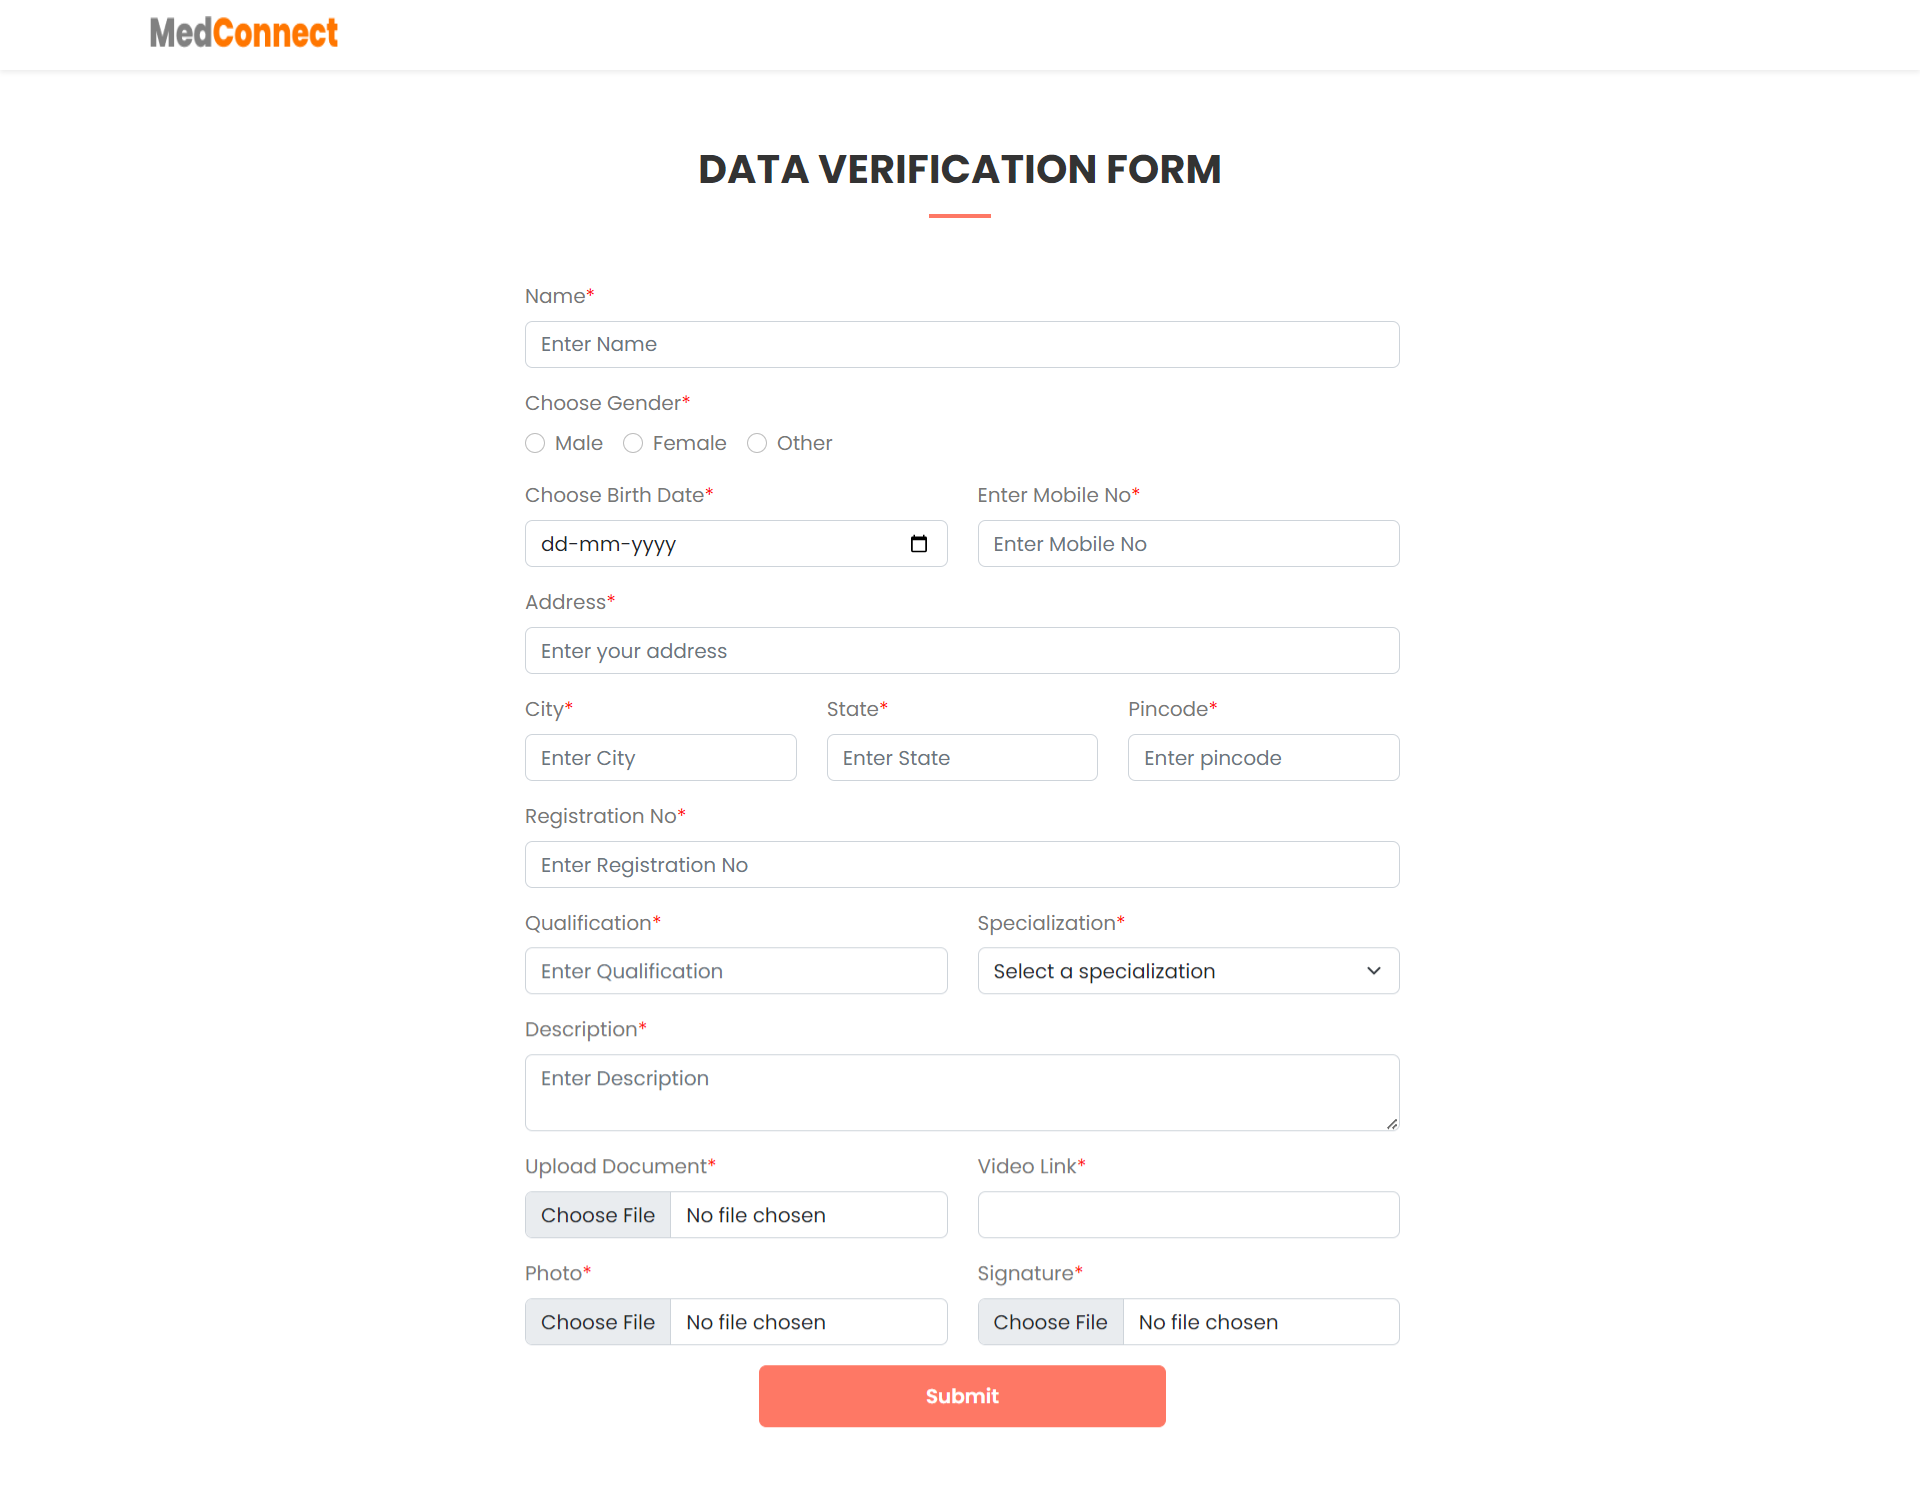 MedConnect
DATA VERIFICATION FORM
Name*
Enter Name
Choose Gender*
Male Female Other
Choose Birth Date* Enter Mobile No*
dd-mm-yyyy Enter Mobile No
Address*
Enter your address
City* State* Pincode*
Enter City Enter State Enter pincode
Registration No*
Enter Registration No
Qualification* Specialization*
Enter Qualification Select a specialization
Description*
Enter Description
Upload Document* Video Link*
Choose File No file chosen
Photo* Signature*
Choose File No file chosen Choose File No file chosen
Submit